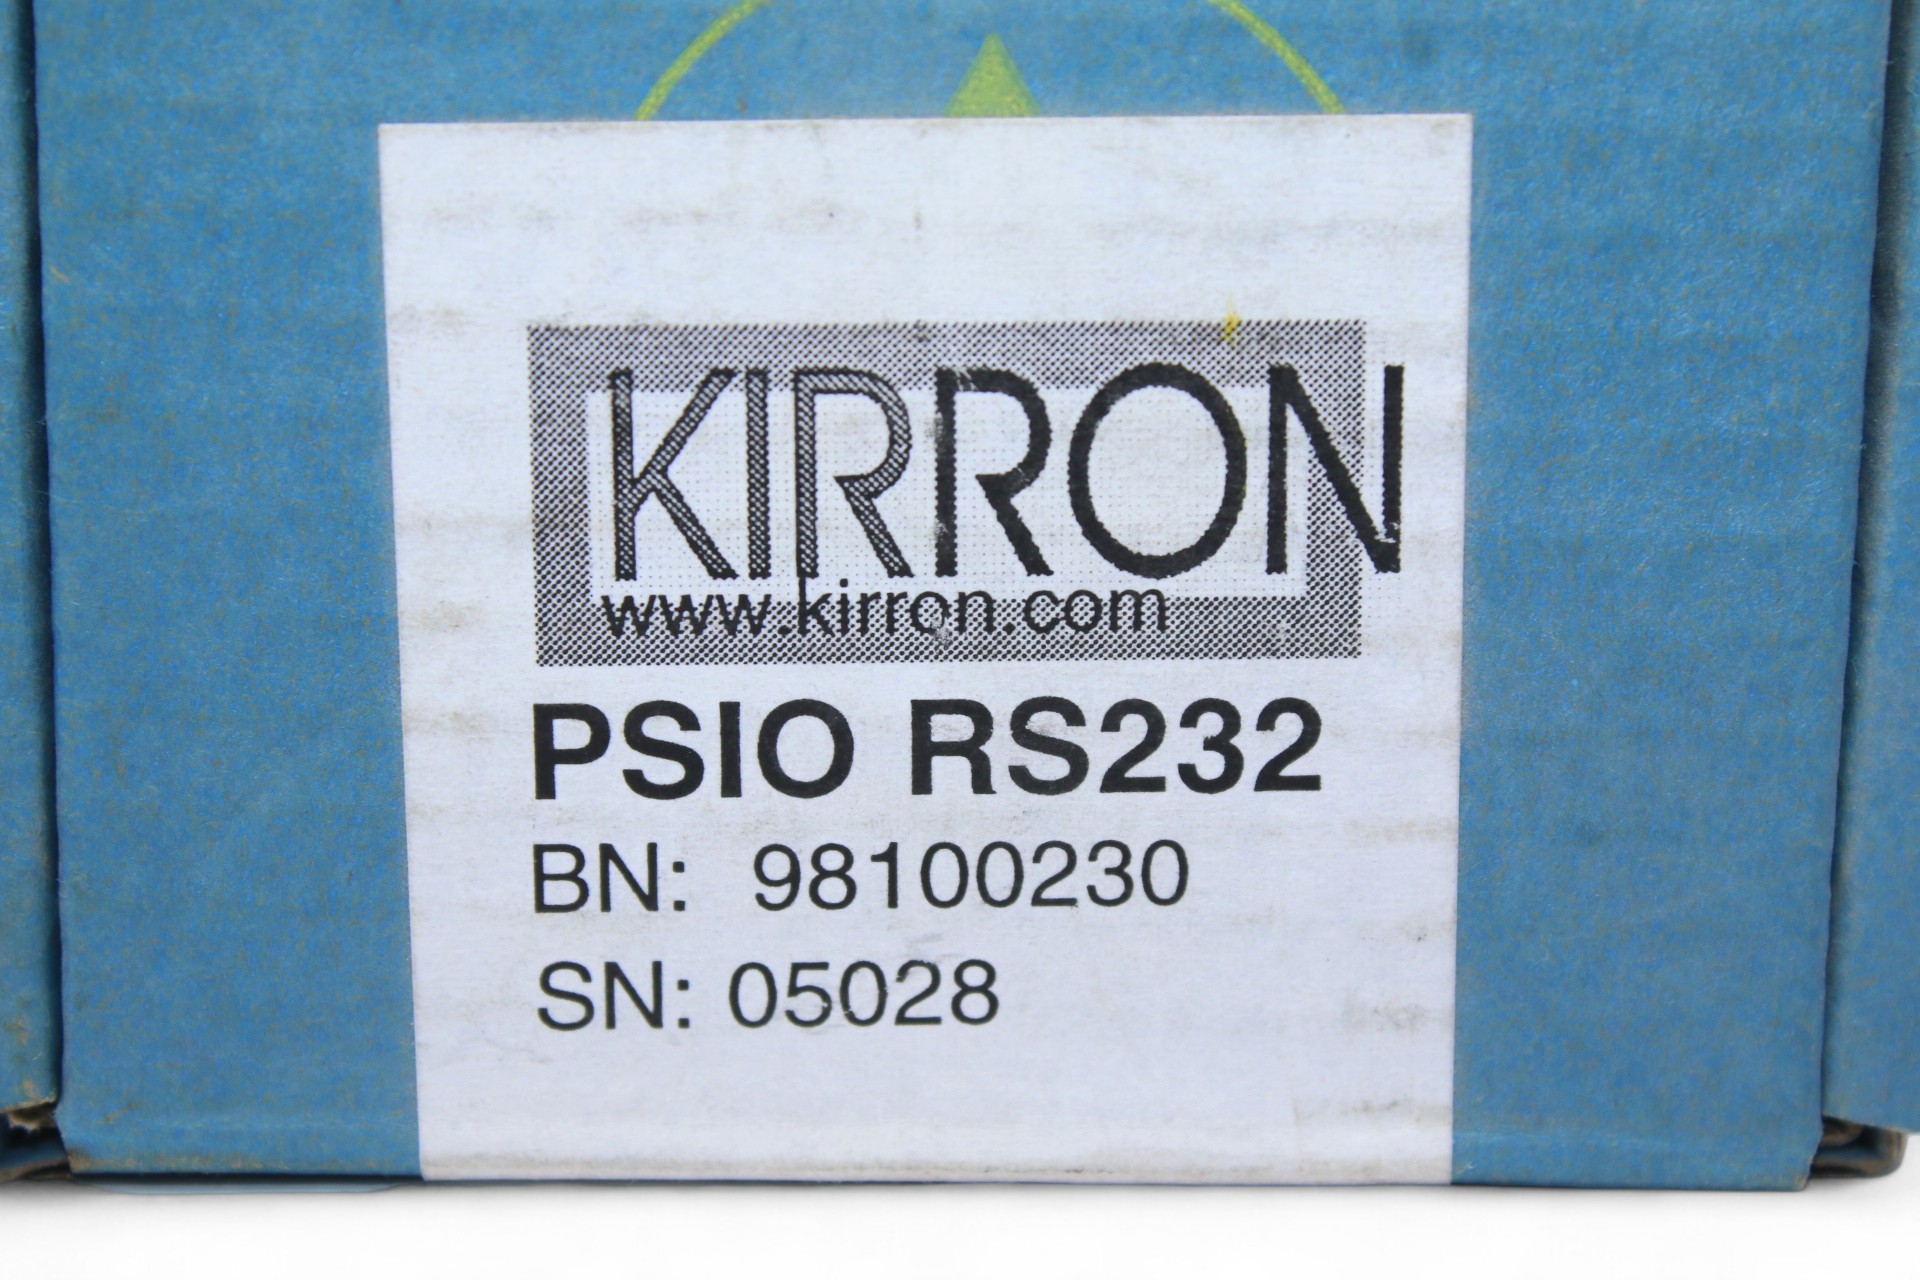 KIRRON
www.kirron.com
PSIO RS232
BN: 98100230
SN: 05028